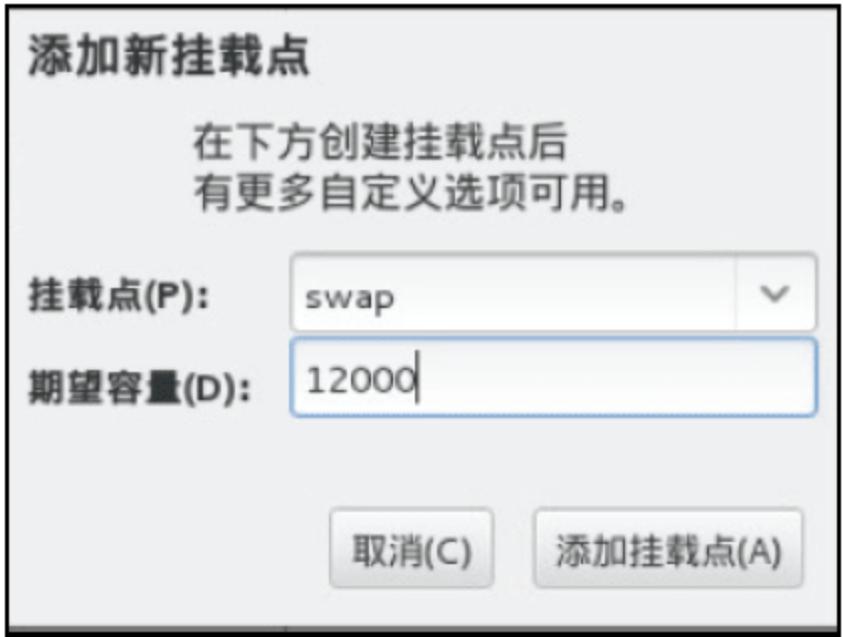 添加新挂载点
在下方创建挂载点后
有更多自定义选项可用。
挂载点(P): swap
期望容量(D): 12000
取消(C) 添加挂载点(A)